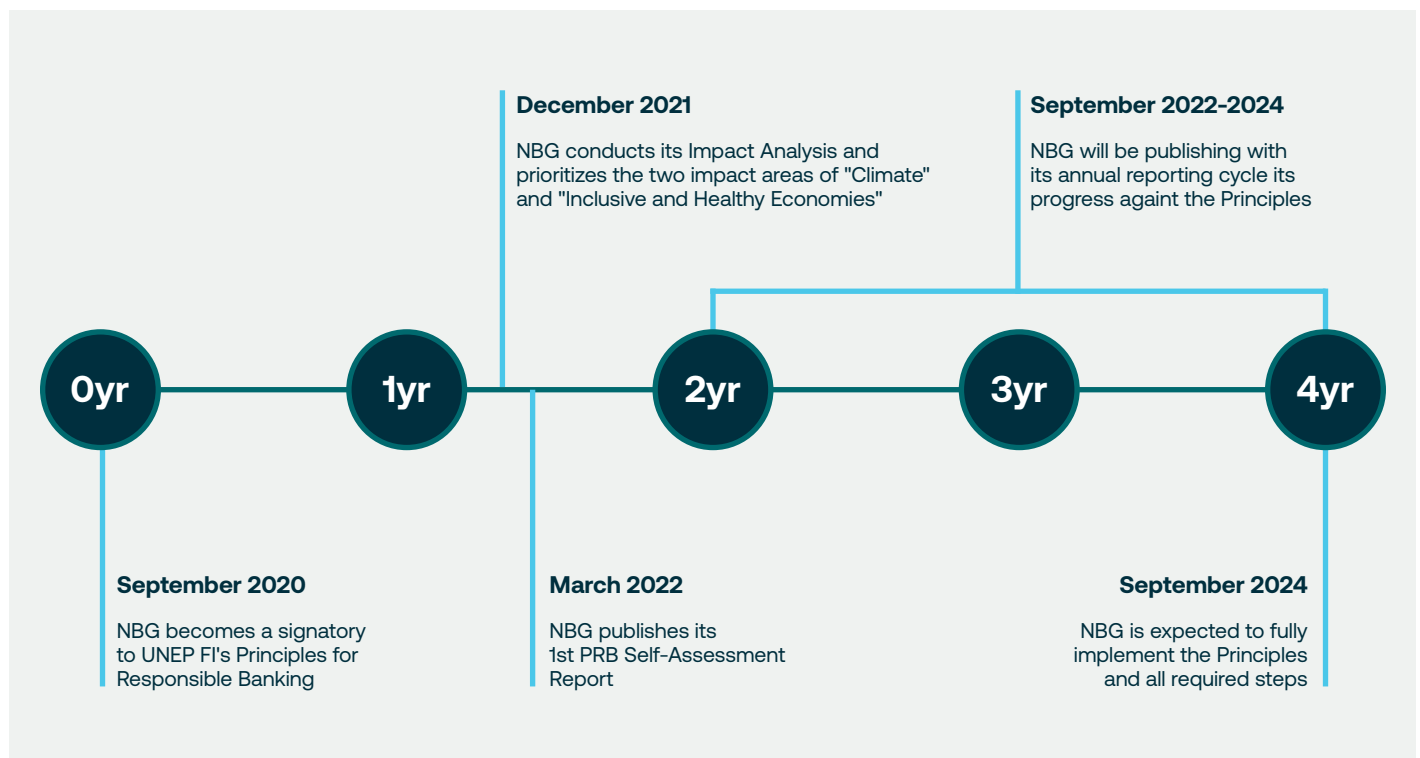 December 2021
NBG conducts its Impact Analysis and
prioritizes the two impact areas of "Climate"
and "Inclusive and Healthy Economies"
September 2022-2024
NBG will be publishing with
its annual reporting cycle its
progress againt the Principles
0yr
1yr
2yr
3yr
4yr
September 2020
NBG becomes a signatory
to UNEP FI's Principles for
Responsible Banking
March 2022
NBG publishes its
1st PRB Self-Assessment
Report
September 2024
NBG is expected to fully
implement the Principles
and all required steps